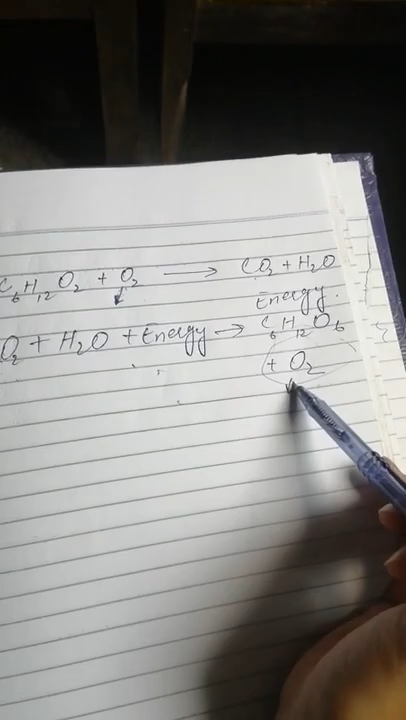 C₆H₁₂O₂ + O₂ → CO₂ + H₂O
Energy.
O₂ + H₂O + Energy → C₆H₁₂O₆
+ O₂